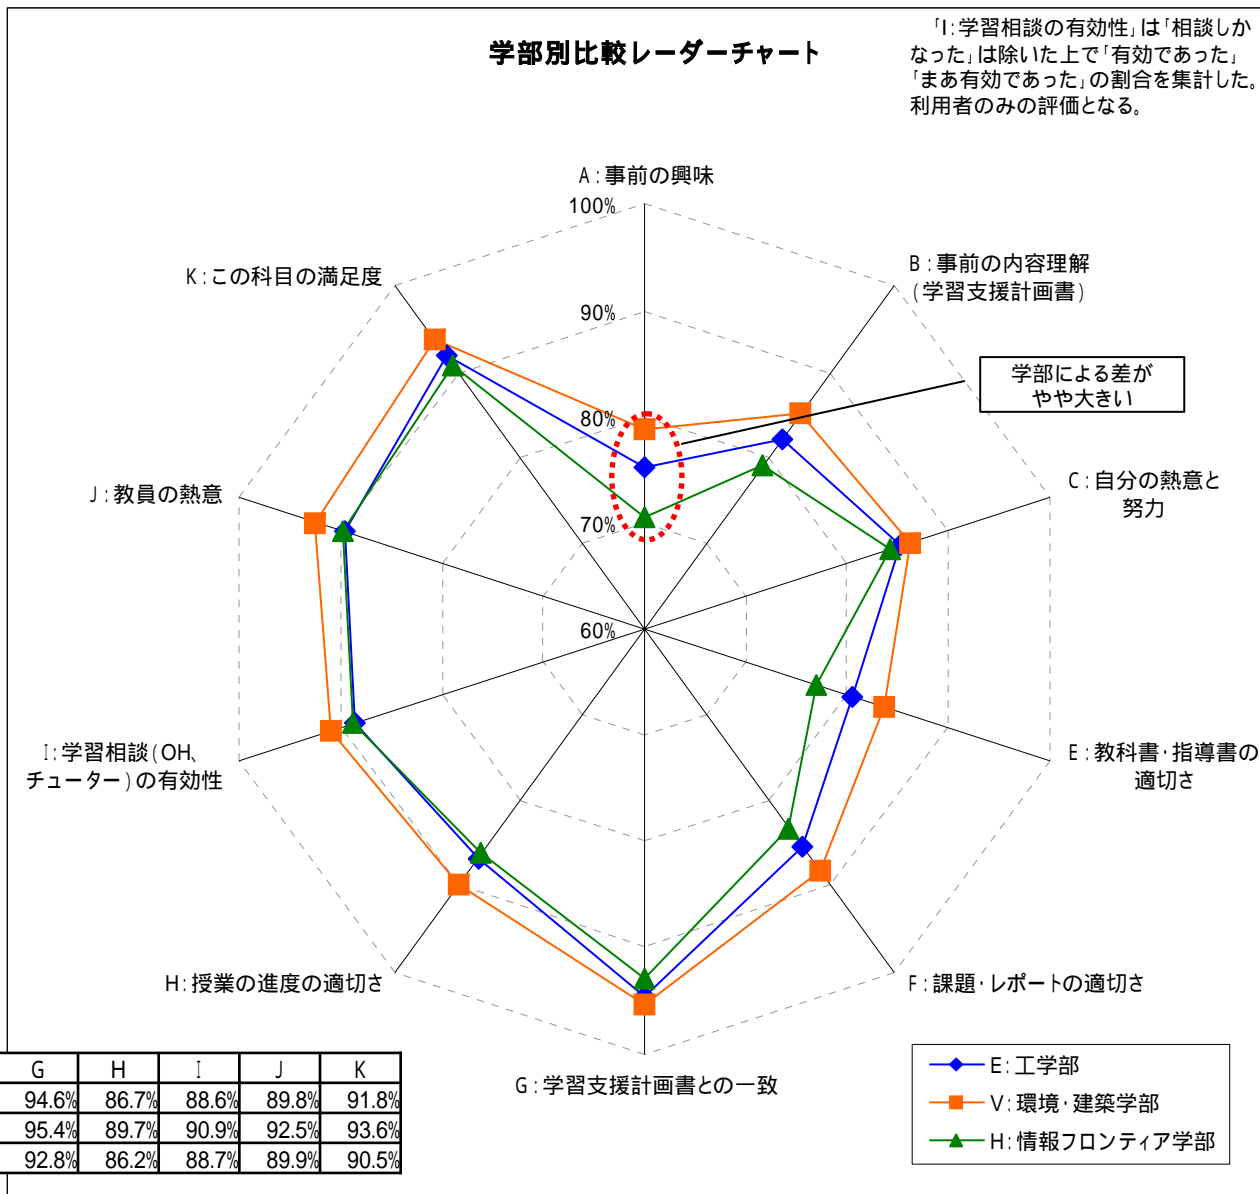 「I:学習相談の有効性」は「相談しか
なった」は除いた上で「有効であった」
「まあ有効であった」の割合を集計した。
利用者のみの評価となる。
学部別比較レーダーチャート
A:事前の興味
100%
90%
80%
70%
60%
B:事前の内容理解
(学習支援計画書)
学部による差が
やや大きい
C:自分の熱意と
努力
E:教科書・指導書の
適切さ
F:課題・レポートの適切さ
G:学習支援計画書との一致
H:授業の進度の適切さ
I:学習相談(OH、
チューター)の有効性
J:教員の熱意
K:この科目の満足度
G H I J K
94.6% 86.7% 88.6% 89.8% 91.8%
95.4% 89.7% 90.9% 92.5% 93.6%
92.8% 86.2% 88.7% 89.9% 90.5%
E:工学部
V:環境・建築学部
H:情報フロンティア学部